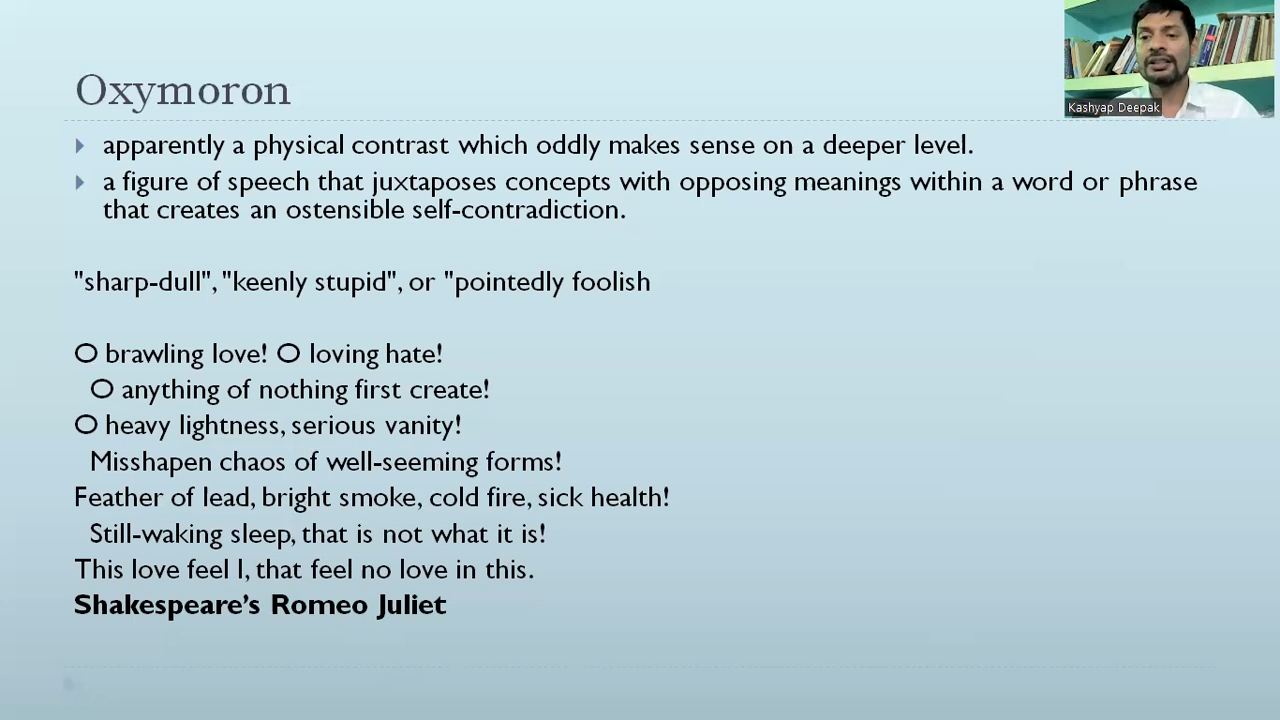 Oxymoron
Kashyap Deepak
apparently a physical contrast which oddly makes sense on a deeper level.
a figure of speech that juxtaposes concepts with opposing meanings within a word or phrase
that creates an ostensible self-contradiction.
"sharp-dull", "keenly stupid", or "pointedly foolish
O brawling love! O loving hate!
O anything of nothing first create!
O heavy lightness, serious vanity!
Misshapen chaos of well-seeming forms!
Feather of lead, bright smoke, cold fire, sick health!
Still-waking sleep, that is not what it is!
This love feel I, that feel no love in this.
Shakespeare’s Romeo Juliet